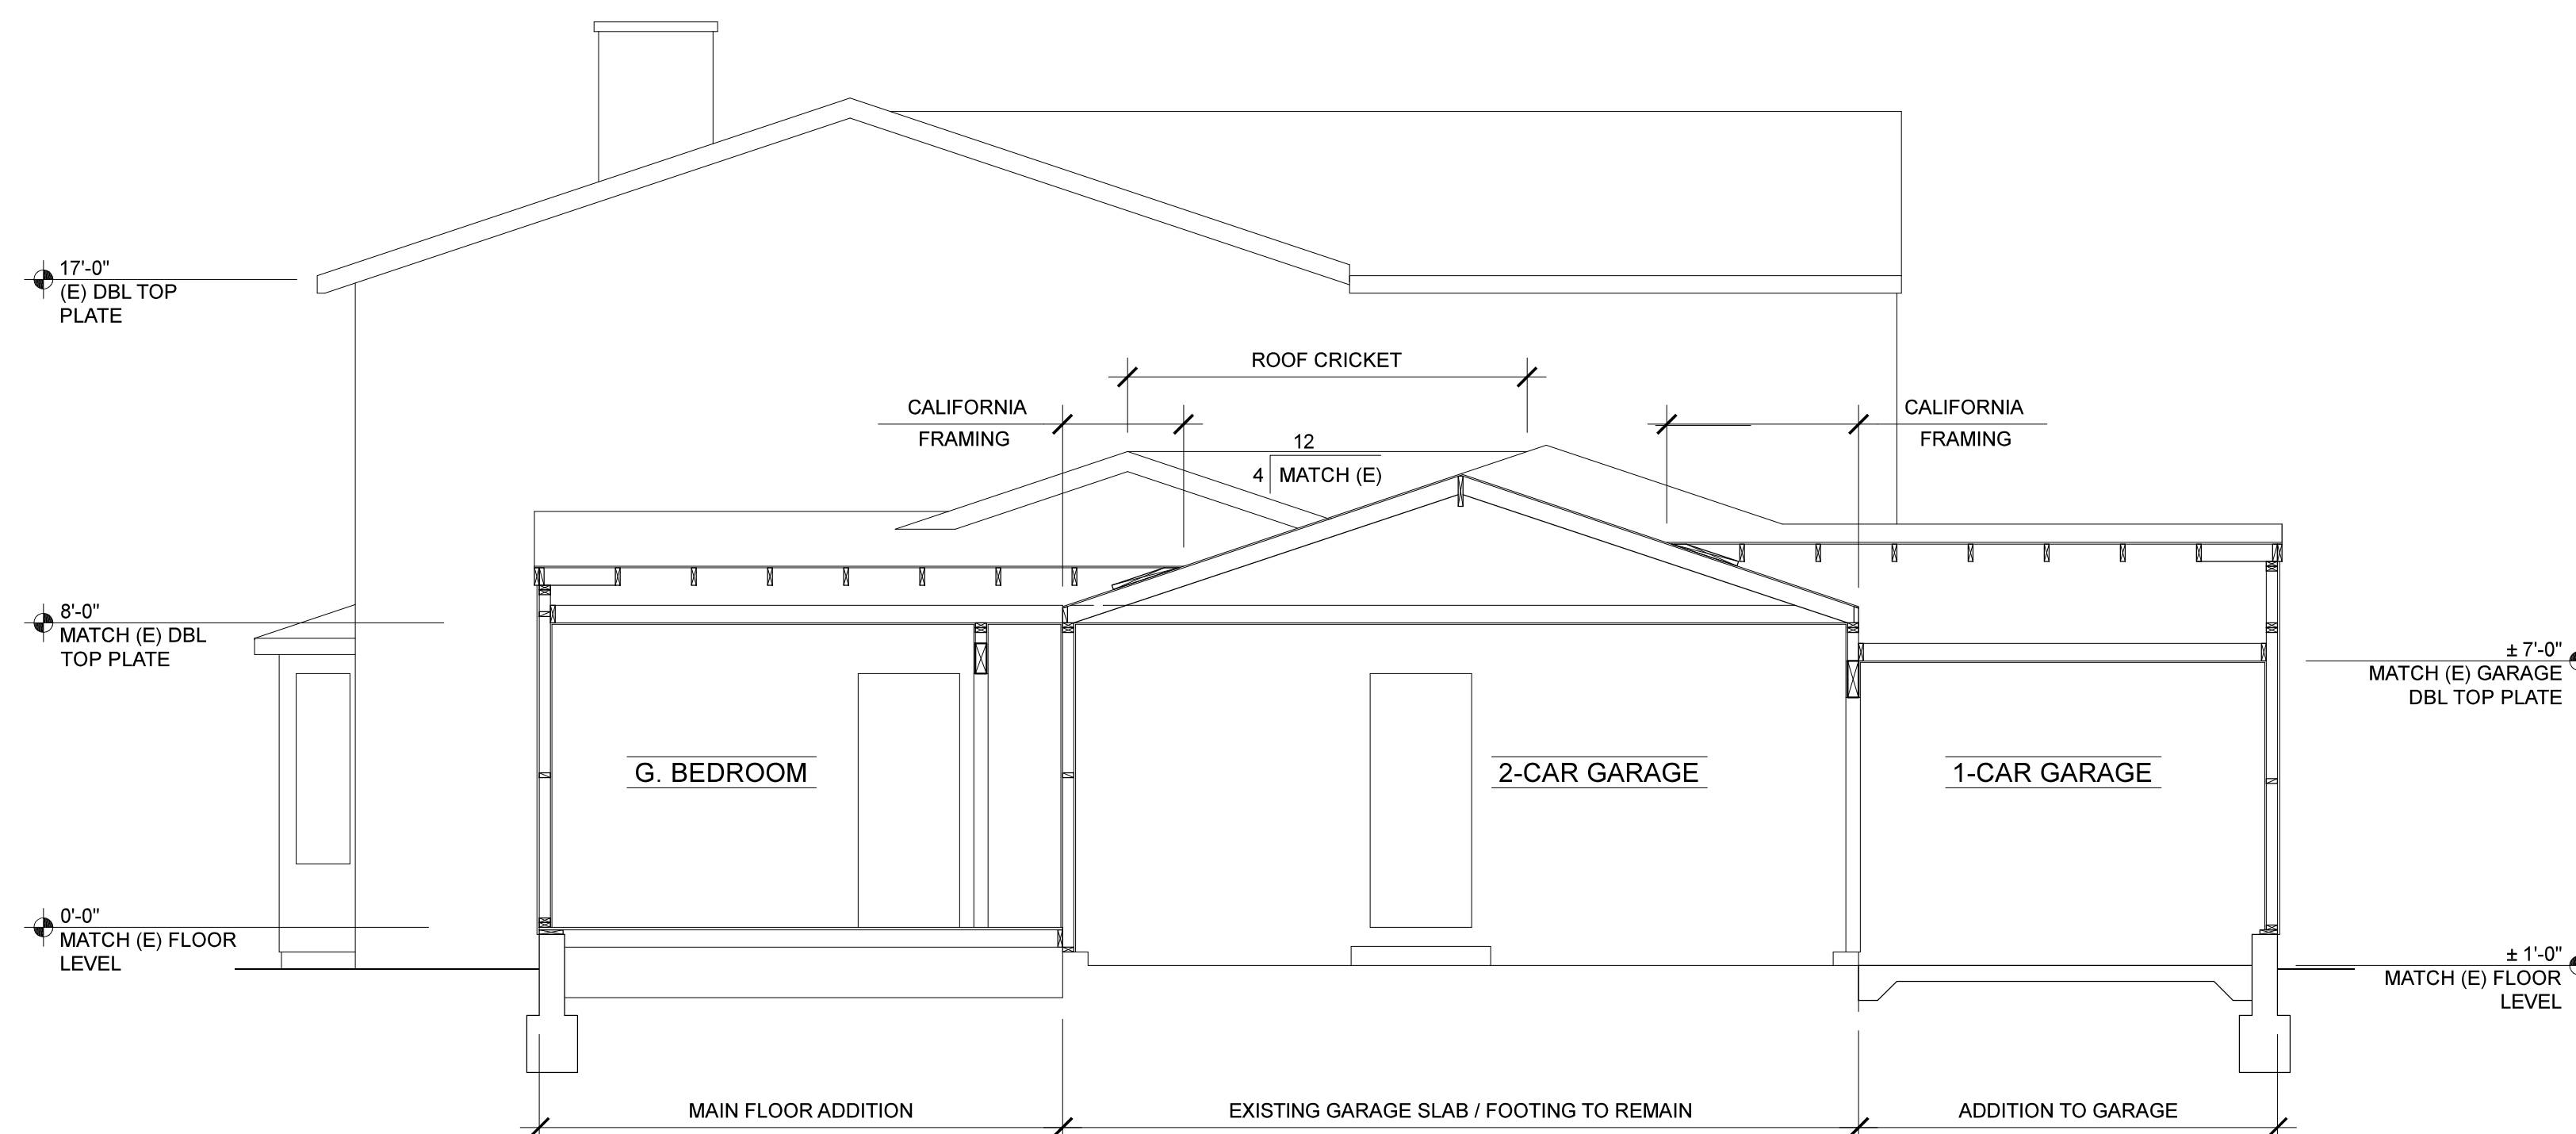 17'-0"
(E) DBL TOP
PLATE
ROOF CRICKET
CALIFORNIA
FRAMING
CALIFORNIA
FRAMING
12
4 MATCH (E)
8'-0"
MATCH (E) DBL
TOP PLATE
± 7'-0"
MATCH (E) GARAGE
DBL TOP PLATE
G. BEDROOM
2-CAR GARAGE
1-CAR GARAGE
0'-0"
MATCH (E) FLOOR
LEVEL
± 1'-0"
MATCH (E) FLOOR
LEVEL
MAIN FLOOR ADDITION
EXISTING GARAGE SLAB / FOOTING TO REMAIN
ADDITION TO GARAGE